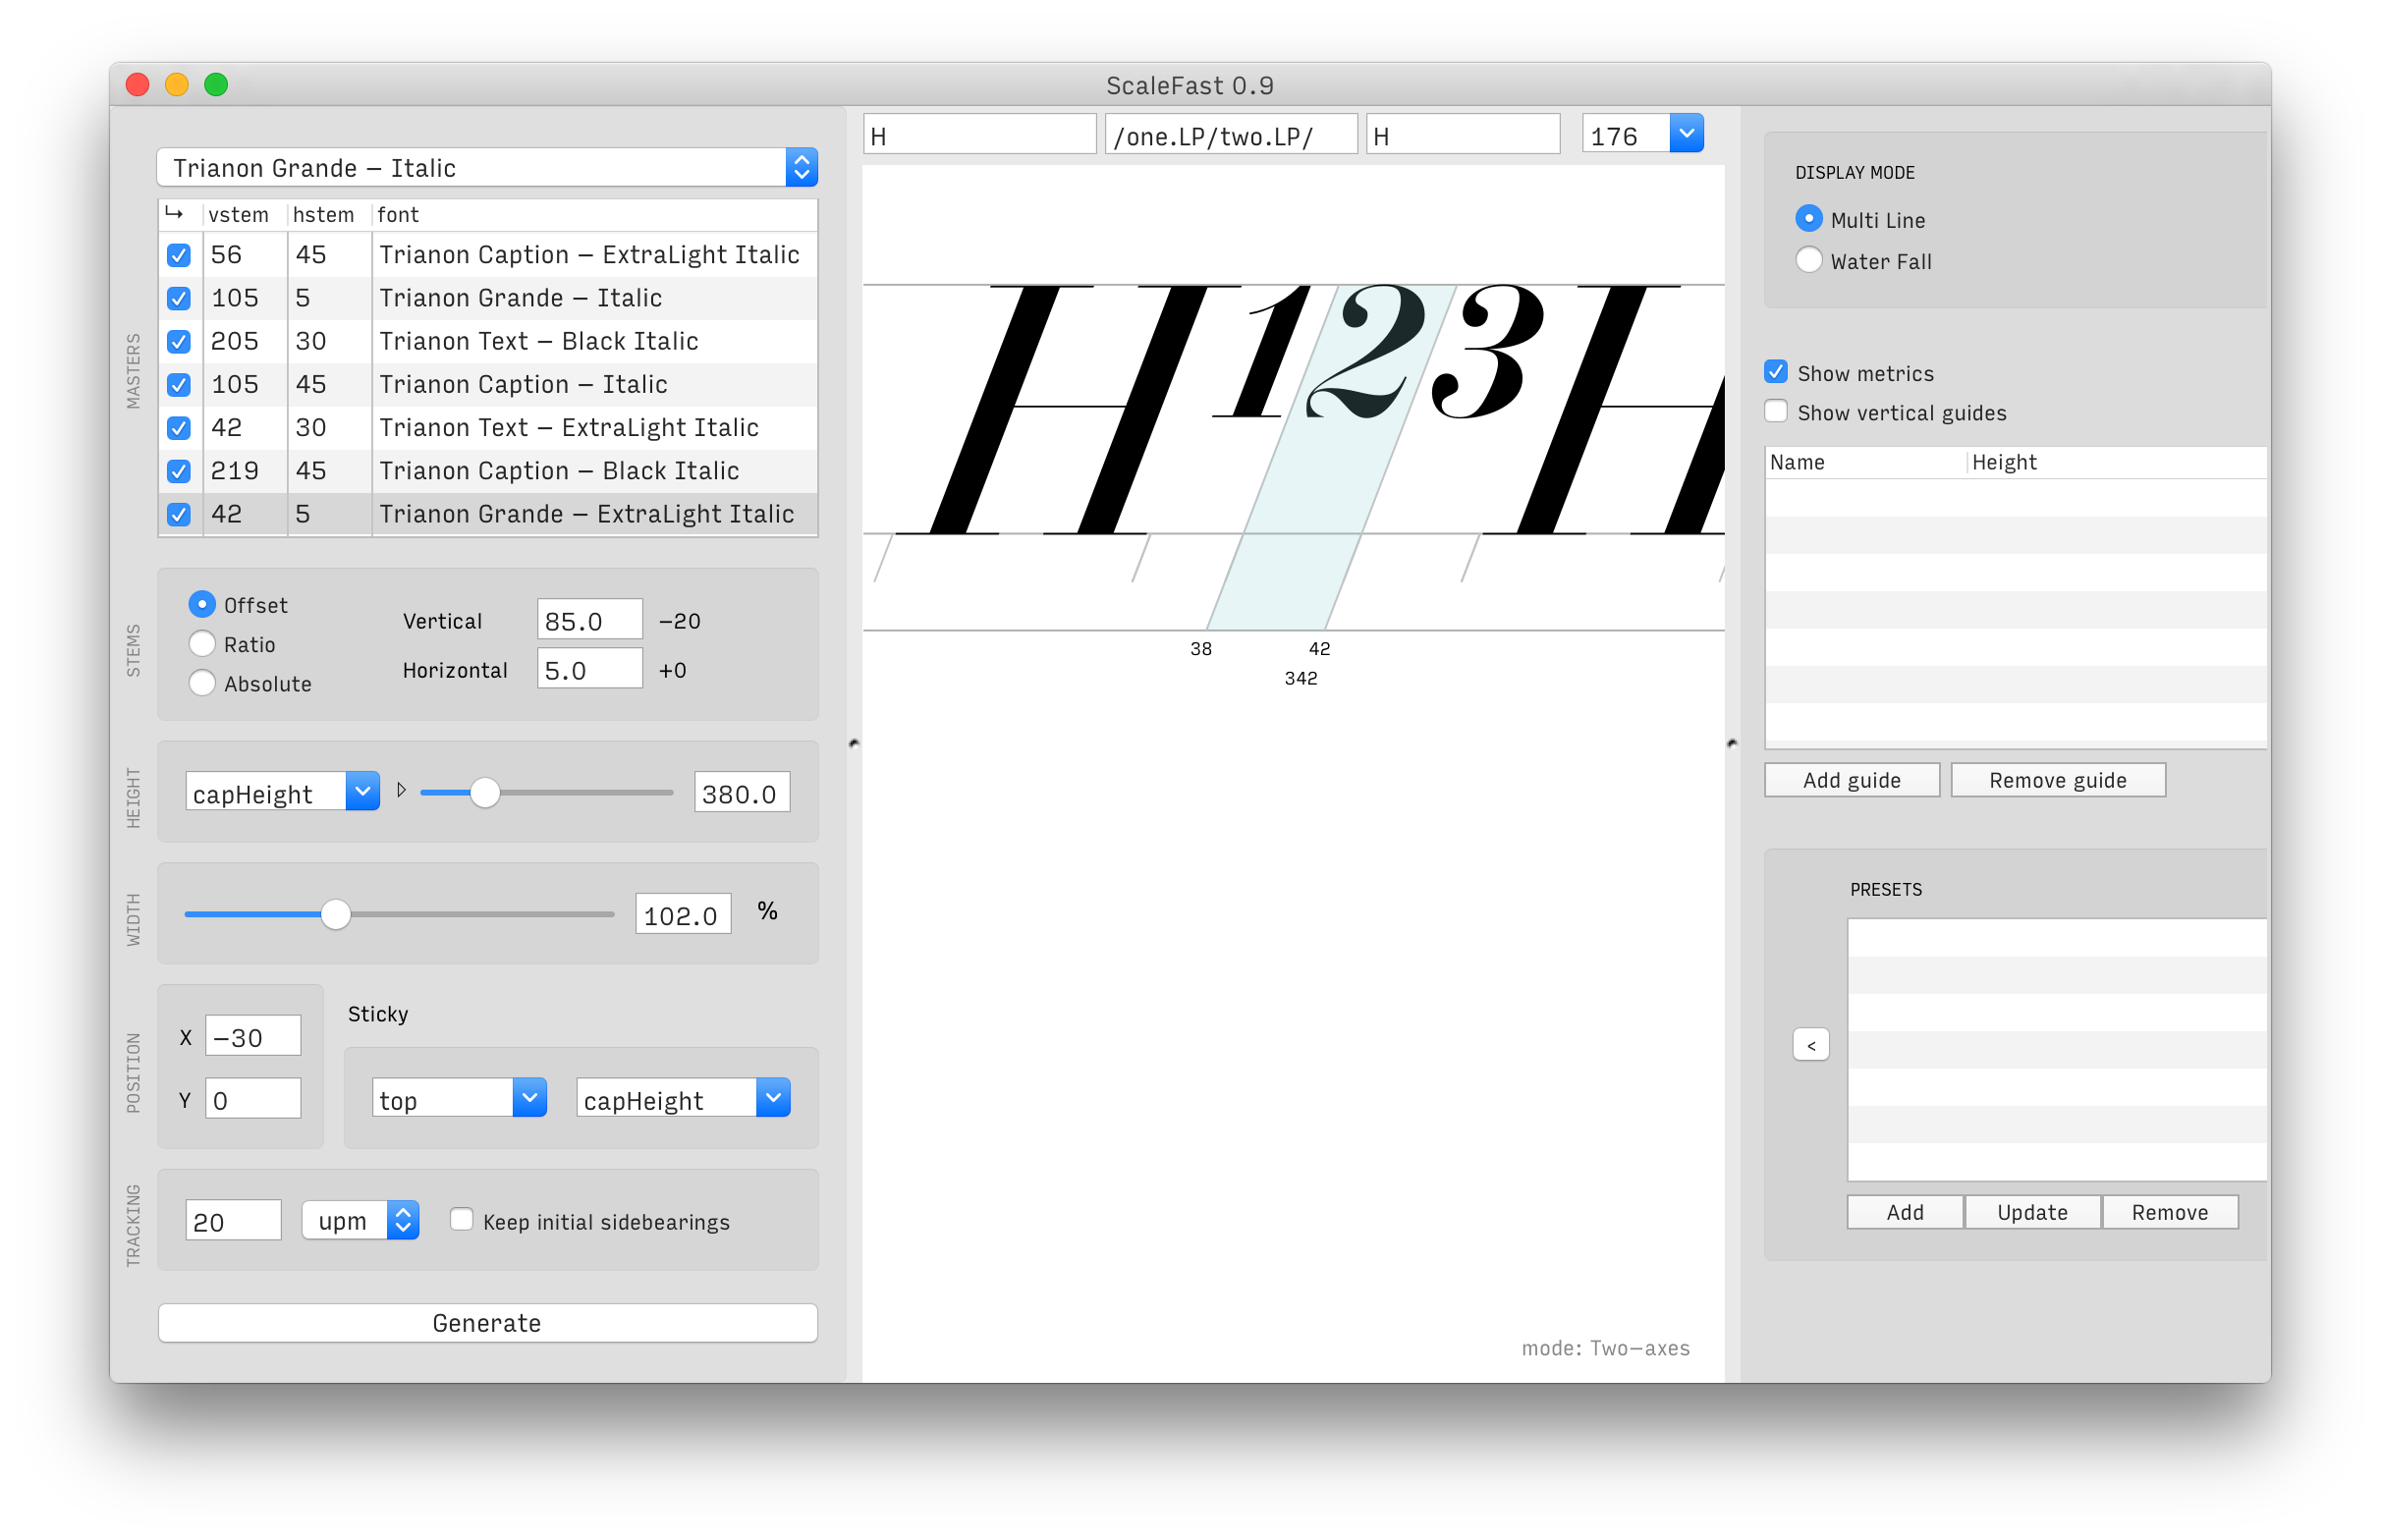 ScaleFast 0.9
Trianon Grande – Italic
↳ vstem hstem font
56 45 Trianon Caption – ExtraLight Italic
105 5 Trianon Grande – Italic
205 30 Trianon Text – Black Italic
105 45 Trianon Caption – Italic
42 30 Trianon Text – ExtraLight Italic
219 45 Trianon Caption – Black Italic
42 5 Trianon Grande – ExtraLight Italic
MASTERS
STEMS
Offset
Ratio
Absolute
Vertical 85.0 –20
Horizontal 5.0 +0
HEIGHT
capHeight 380.0
WIDTH
102.0 %
POSITION
X –30
Y 0
Sticky
top capHeight
TRACKING
20 upm Keep initial sidebearings
Generate
H /one.LP/two.LP/ H 176
H123H
38 42
342
mode: Two–axes
DISPLAY MODE
Multi Line
Water Fall
Show metrics
Show vertical guides
Name Height
Add guide Remove guide
PRESETS
<
Add Update Remove